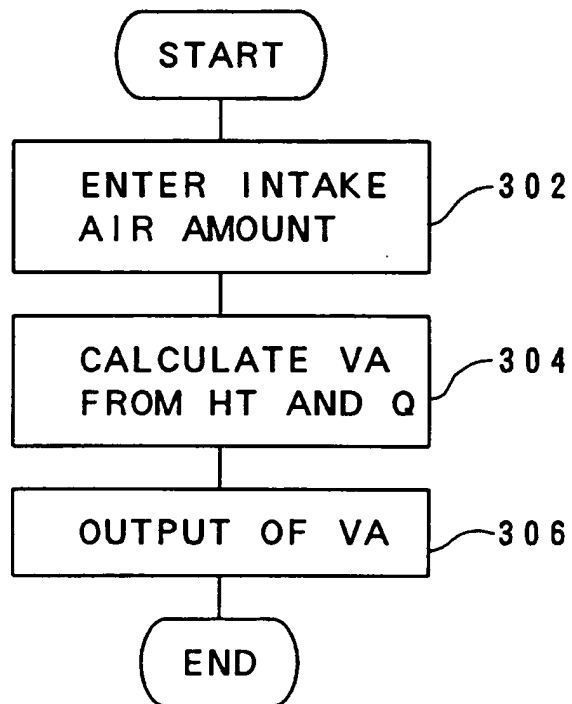 START
ENTER INTAKE
AIR AMOUNT
302
CALCULATE VA
FROM HT AND Q
304
OUTPUT OF VA
306
END